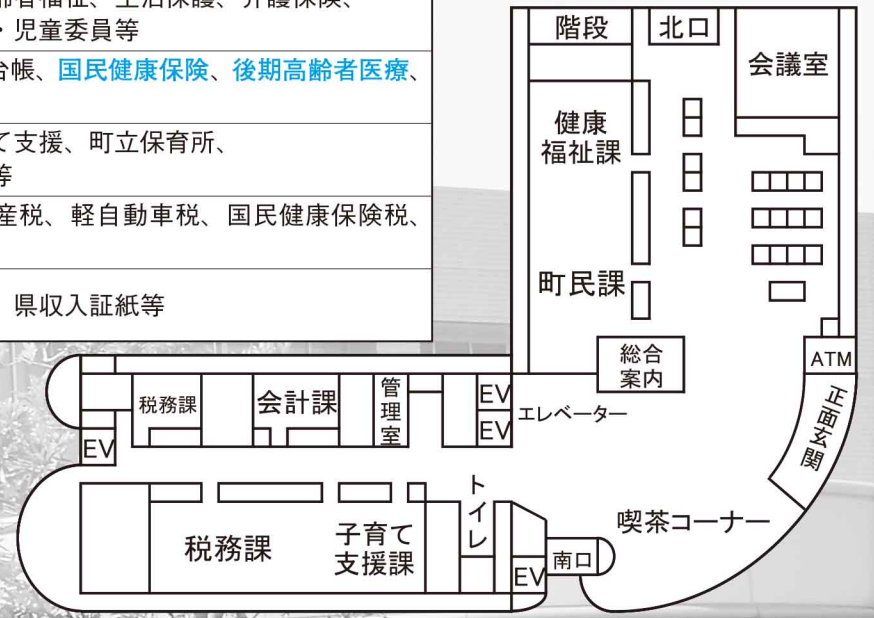 ・児童委員等
国民健康保険、後期高齢者医療、
支援、町立保育所、
等
産税、軽自動車税、国民健康保険税、
県収入証紙等
階段
北口
会議室
健康
福祉課
町民課
総合
案内
ATM
正面玄関
税務課
会計課
管理室
EV
EV
エレベーター
EV
トイレ
喫茶コーナー
税務課
子育て
支援課
南口
EV